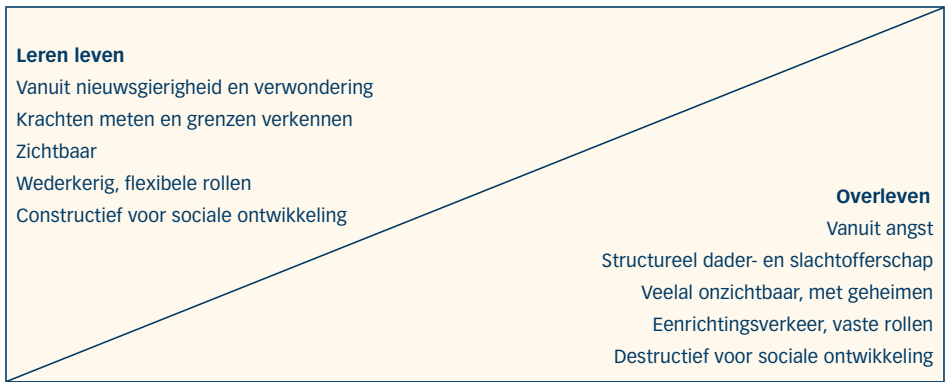 Leren leven
Vanuit nieuwsgierigheid en verwondering
Krachten meten en grenzen verkennen
Zichtbaar
Wederkerig, flexibele rollen
Constructief voor sociale ontwikkeling
Overleven
Vanuit angst
Structureel dader- en slachtofferschap
Veelal onzichtbaar, met geheimen
Eenrichtingsverkeer, vaste rollen
Destructief voor sociale ontwikkeling